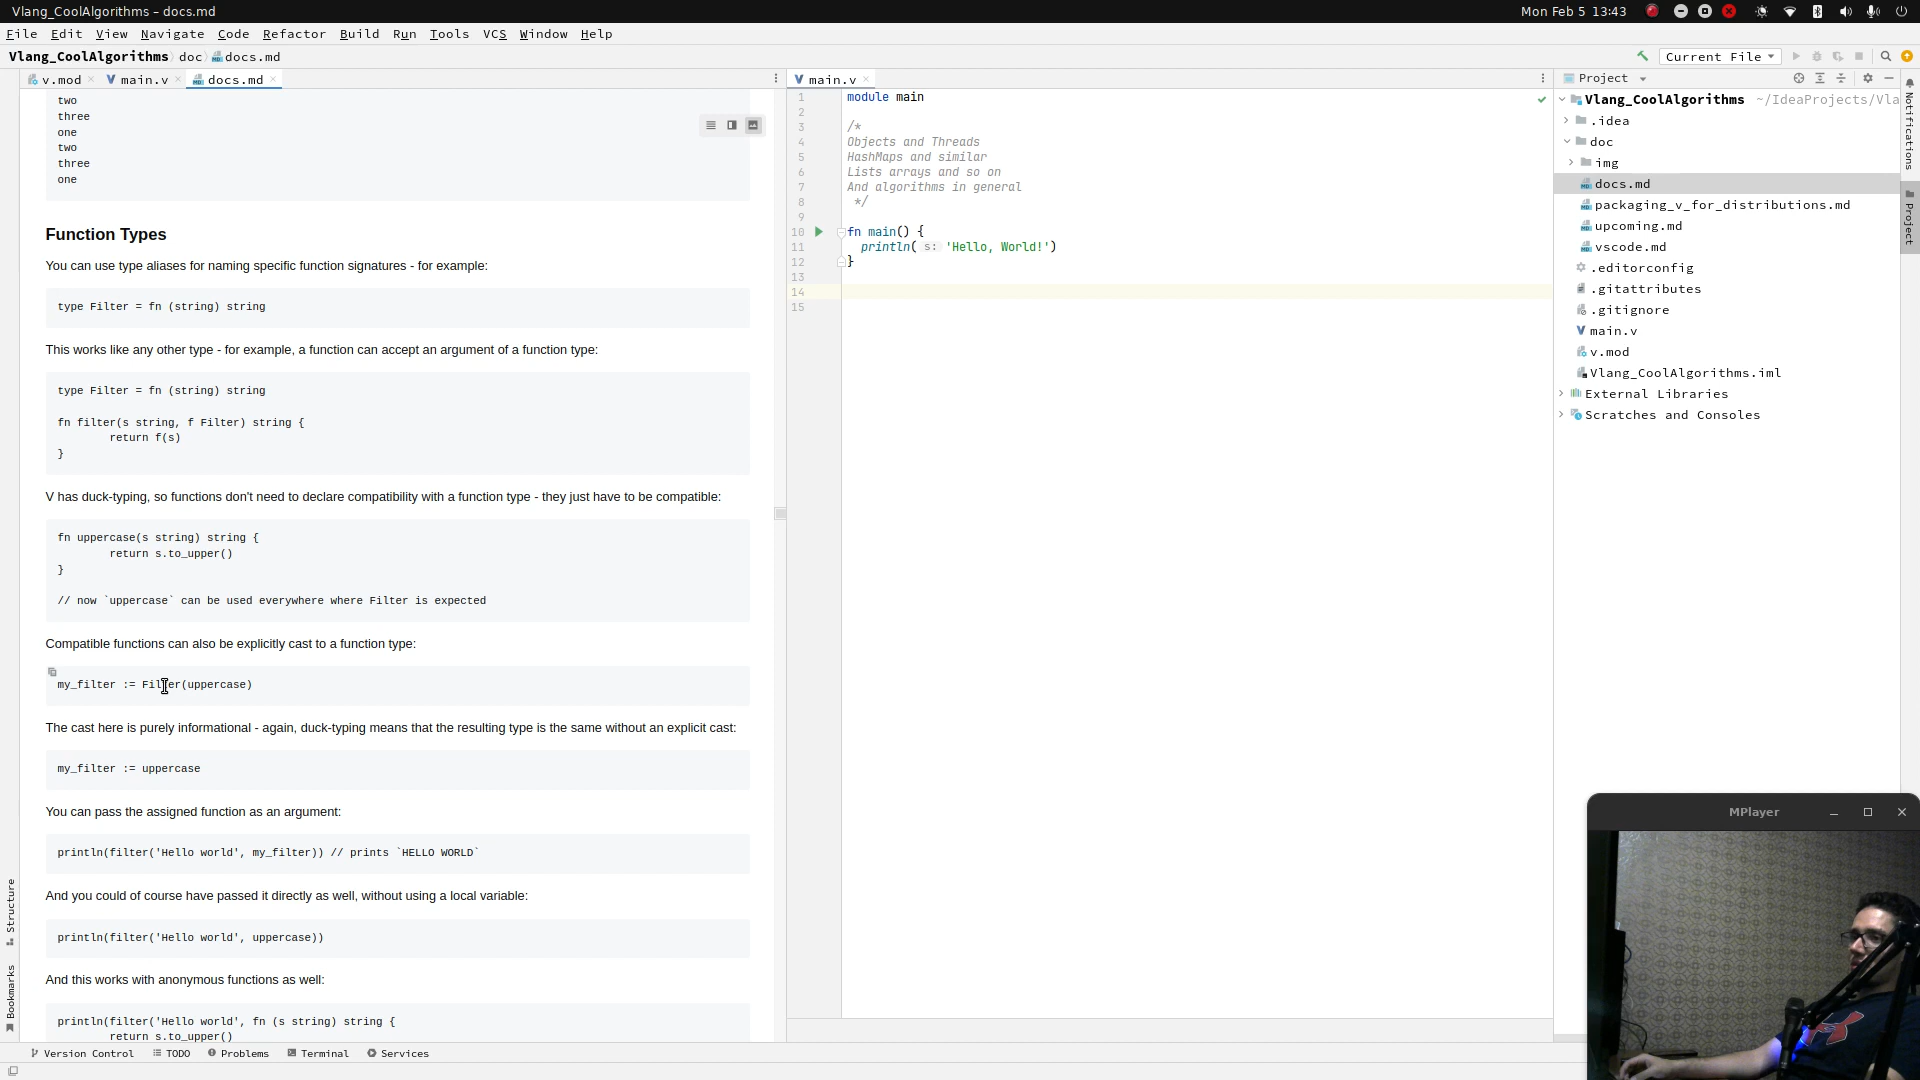 Vlang_CoolAlgorithms – docs.md
Mon Feb 5 13:43
File Edit View Navigate Code Refactor Build Run Tools VCS Window Help
Vlang_CoolAlgorithms doc docs.md
Current File
v.mod main.v docs.md
two
three
one
two
three
one
Function Types
You can use type aliases for naming specific function signatures - for example:
type Filter = fn (string) string
This works like any other type - for example, a function can accept an argument of a function type:
type Filter = fn (string) string
fn filter(s string, f Filter) string {
return f(s)
}
V has duck-typing, so functions don't need to declare compatibility with a function type - they just have to be compatible:
fn uppercase(s string) string {
return s.to_upper()
}
// now `uppercase` can be used everywhere where Filter is expected
Compatible functions can also be explicitly cast to a function type:
my_filter := Filter(uppercase)
The cast here is purely informational - again, duck-typing means that the resulting type is the same without an explicit cast:
my_filter := uppercase
You can pass the assigned function as an argument:
println(filter('Hello world', my_filter)) // prints `HELLO WORLD`
And you could of course have passed it directly as well, without using a local variable:
println(filter('Hello world', uppercase))
And this works with anonymous functions as well:
println(filter('Hello world', fn (s string) string {
return s.to_upper()
main.v
1 module main
2
3 /*
4 Objects and Threads
5 HashMaps and similar
6 Lists arrays and so on
7 And algorithms in general
8 */
9
10 fn main() {
11 println( s: 'Hello, World!')
12 }
13
14
15
Project
Vlang_CoolAlgorithms ~/IdeaProjects/Vla
.idea
doc
img
docs.md
packaging_v_for_distributions.md
upcoming.md
vscode.md
.editorconfig
.gitattributes
.gitignore
main.v
v.mod
Vlang_CoolAlgorithms.iml
External Libraries
Scratches and Consoles
Notifications
Project
Structure
Bookmarks
MPlayer
Version Control TODO Problems Terminal Services